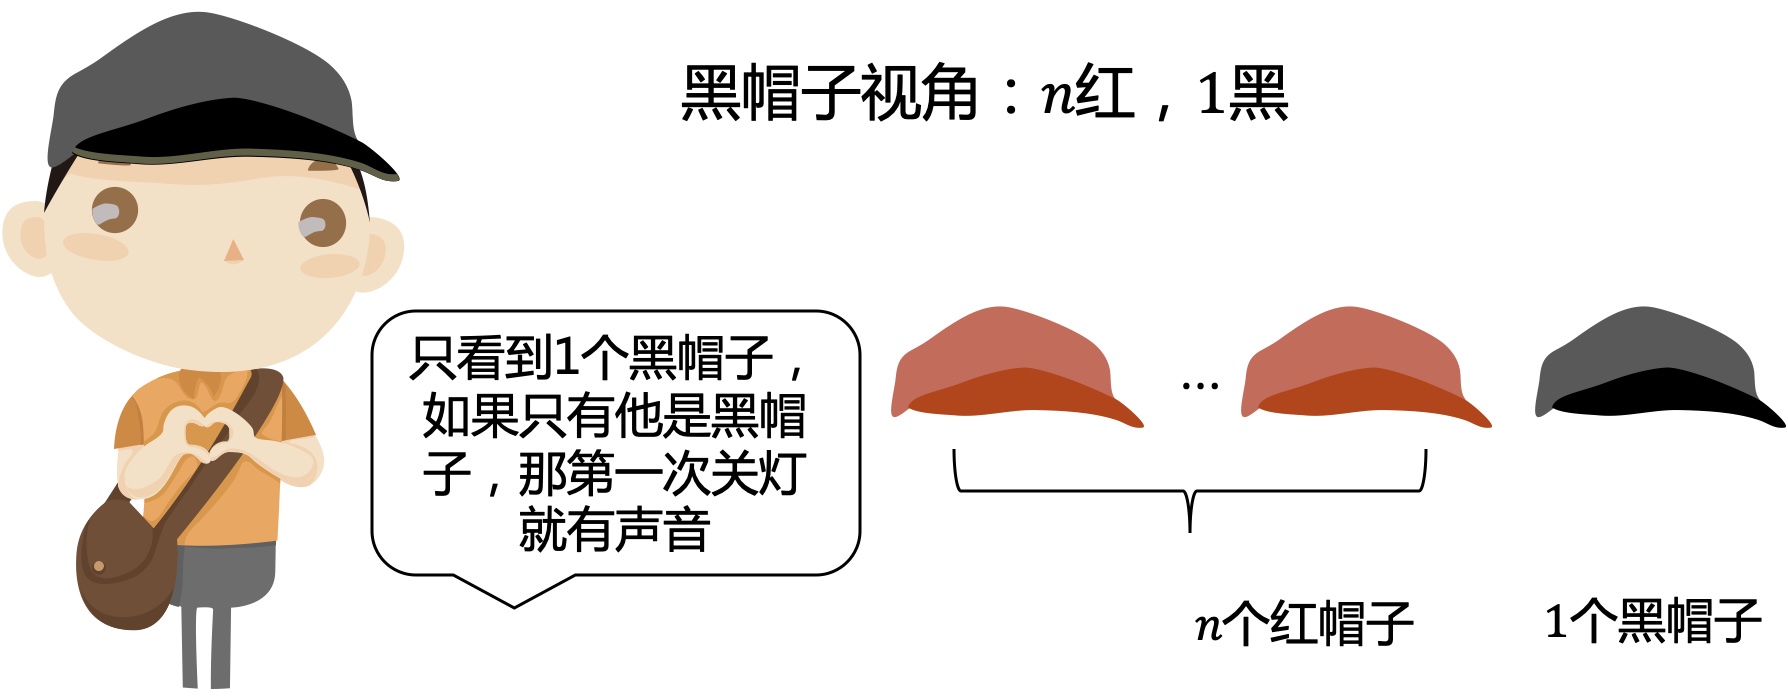 黑帽子视角：n红，1黑
只看到1个黑帽子，
如果只有他是黑帽
子，那第一次关灯
就有声音
...
n个红帽子
1个黑帽子